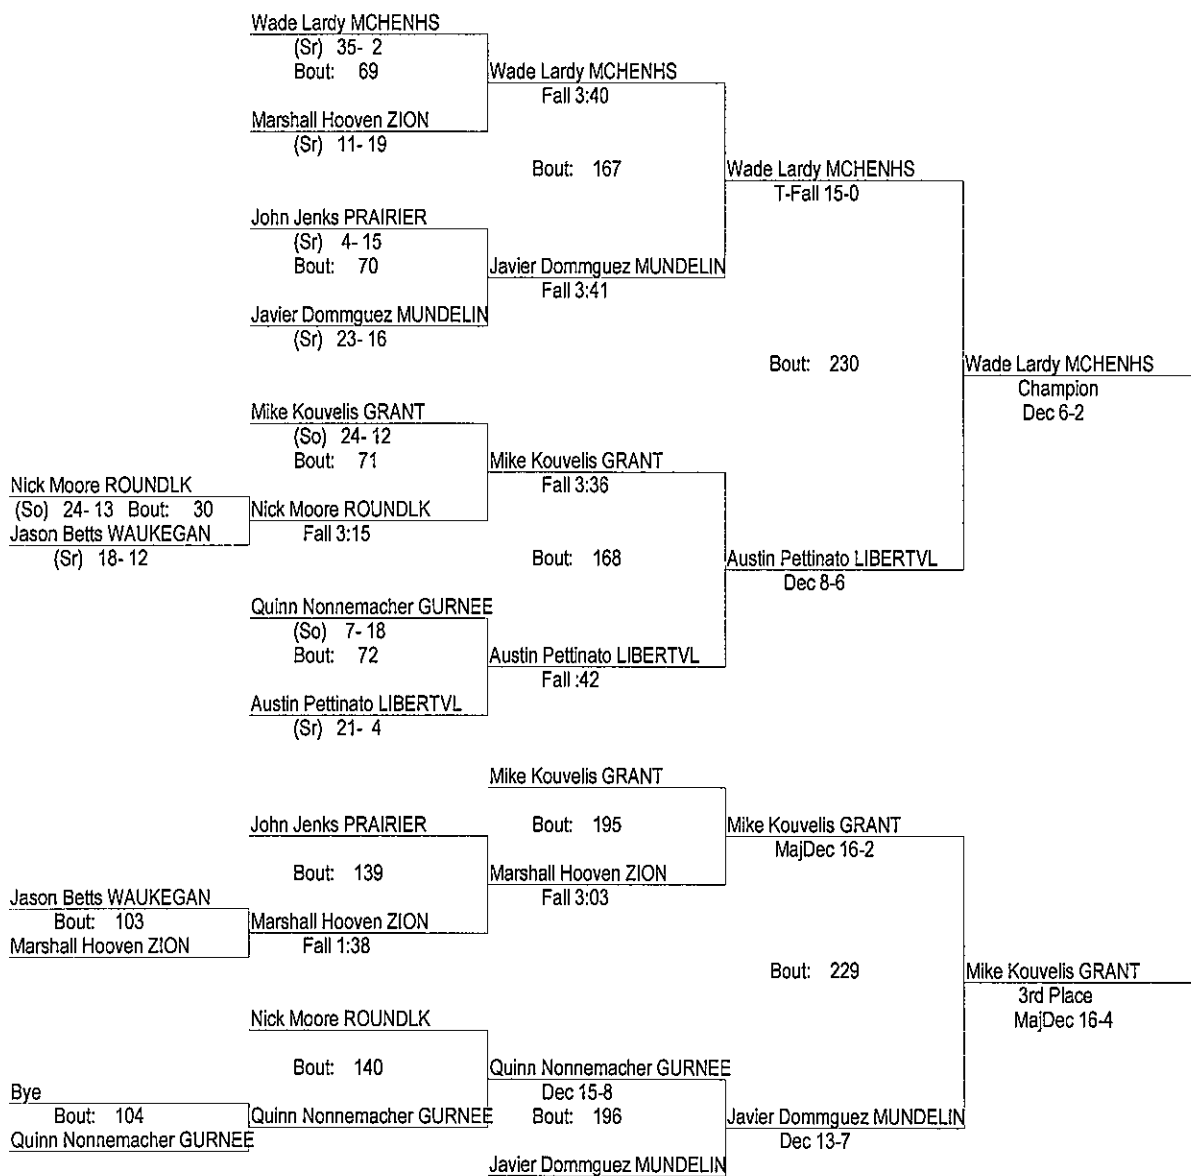 Wade Lardy MCHENHS
(Sr) 35- 2
Bout: 69
Wade Lardy MCHENHS
Fall 3:40
Marshall Hooven ZION
(Sr) 11- 19
Bout: 167
Wade Lardy MCHENHS
T-Fall 15-0
John Jenks PRAIRIER
(Sr) 4- 15
Bout: 70
Javier Dommguez MUNDELIN
Fall 3:41
Javier Dommguez MUNDELIN
(Sr) 23- 16
Bout: 230
Wade Lardy MCHENHS
Champion
Dec 6-2
Mike Kouvelis GRANT
(So) 24- 12
Bout: 71
Mike Kouvelis GRANT
Fall 3:36
Nick Moore ROUNDLK
(So) 24- 13 Bout: 30
Jason Betts WAUKEGAN
(Sr) 18- 12
Nick Moore ROUNDLK
Fall 3:15
Bout: 168
Austin Pettinato LIBERTVL
Dec 8-6
Quinn Nonnemacher GURNEE
(So) 7- 18
Bout: 72
Austin Pettinato LIBERTVL
Fall :42
Austin Pettinato LIBERTVL
(Sr) 21- 4
Mike Kouvelis GRANT
Bout: 195
Mike Kouvelis GRANT
MajDec 16-2
John Jenks PRAIRIER
Bout: 139
Marshall Hooven ZION
Fall 3:03
Jason Betts WAUKEGAN
Bout: 103
Marshall Hooven ZION
Marshall Hooven ZION
Fall 1:38
Bout: 229
Mike Kouvelis GRANT
3rd Place
MajDec 16-4
Nick Moore ROUNDLK
Bout: 140
Quinn Nonnemacher GURNEE
Dec 15-8
Bye
Bout: 104
Quinn Nonnemacher GURNEE
Quinn Nonnemacher GURNEE
Bout: 196
Javier Dommguez MUNDELIN
Dec 13-7
Javier Dommguez MUNDELIN